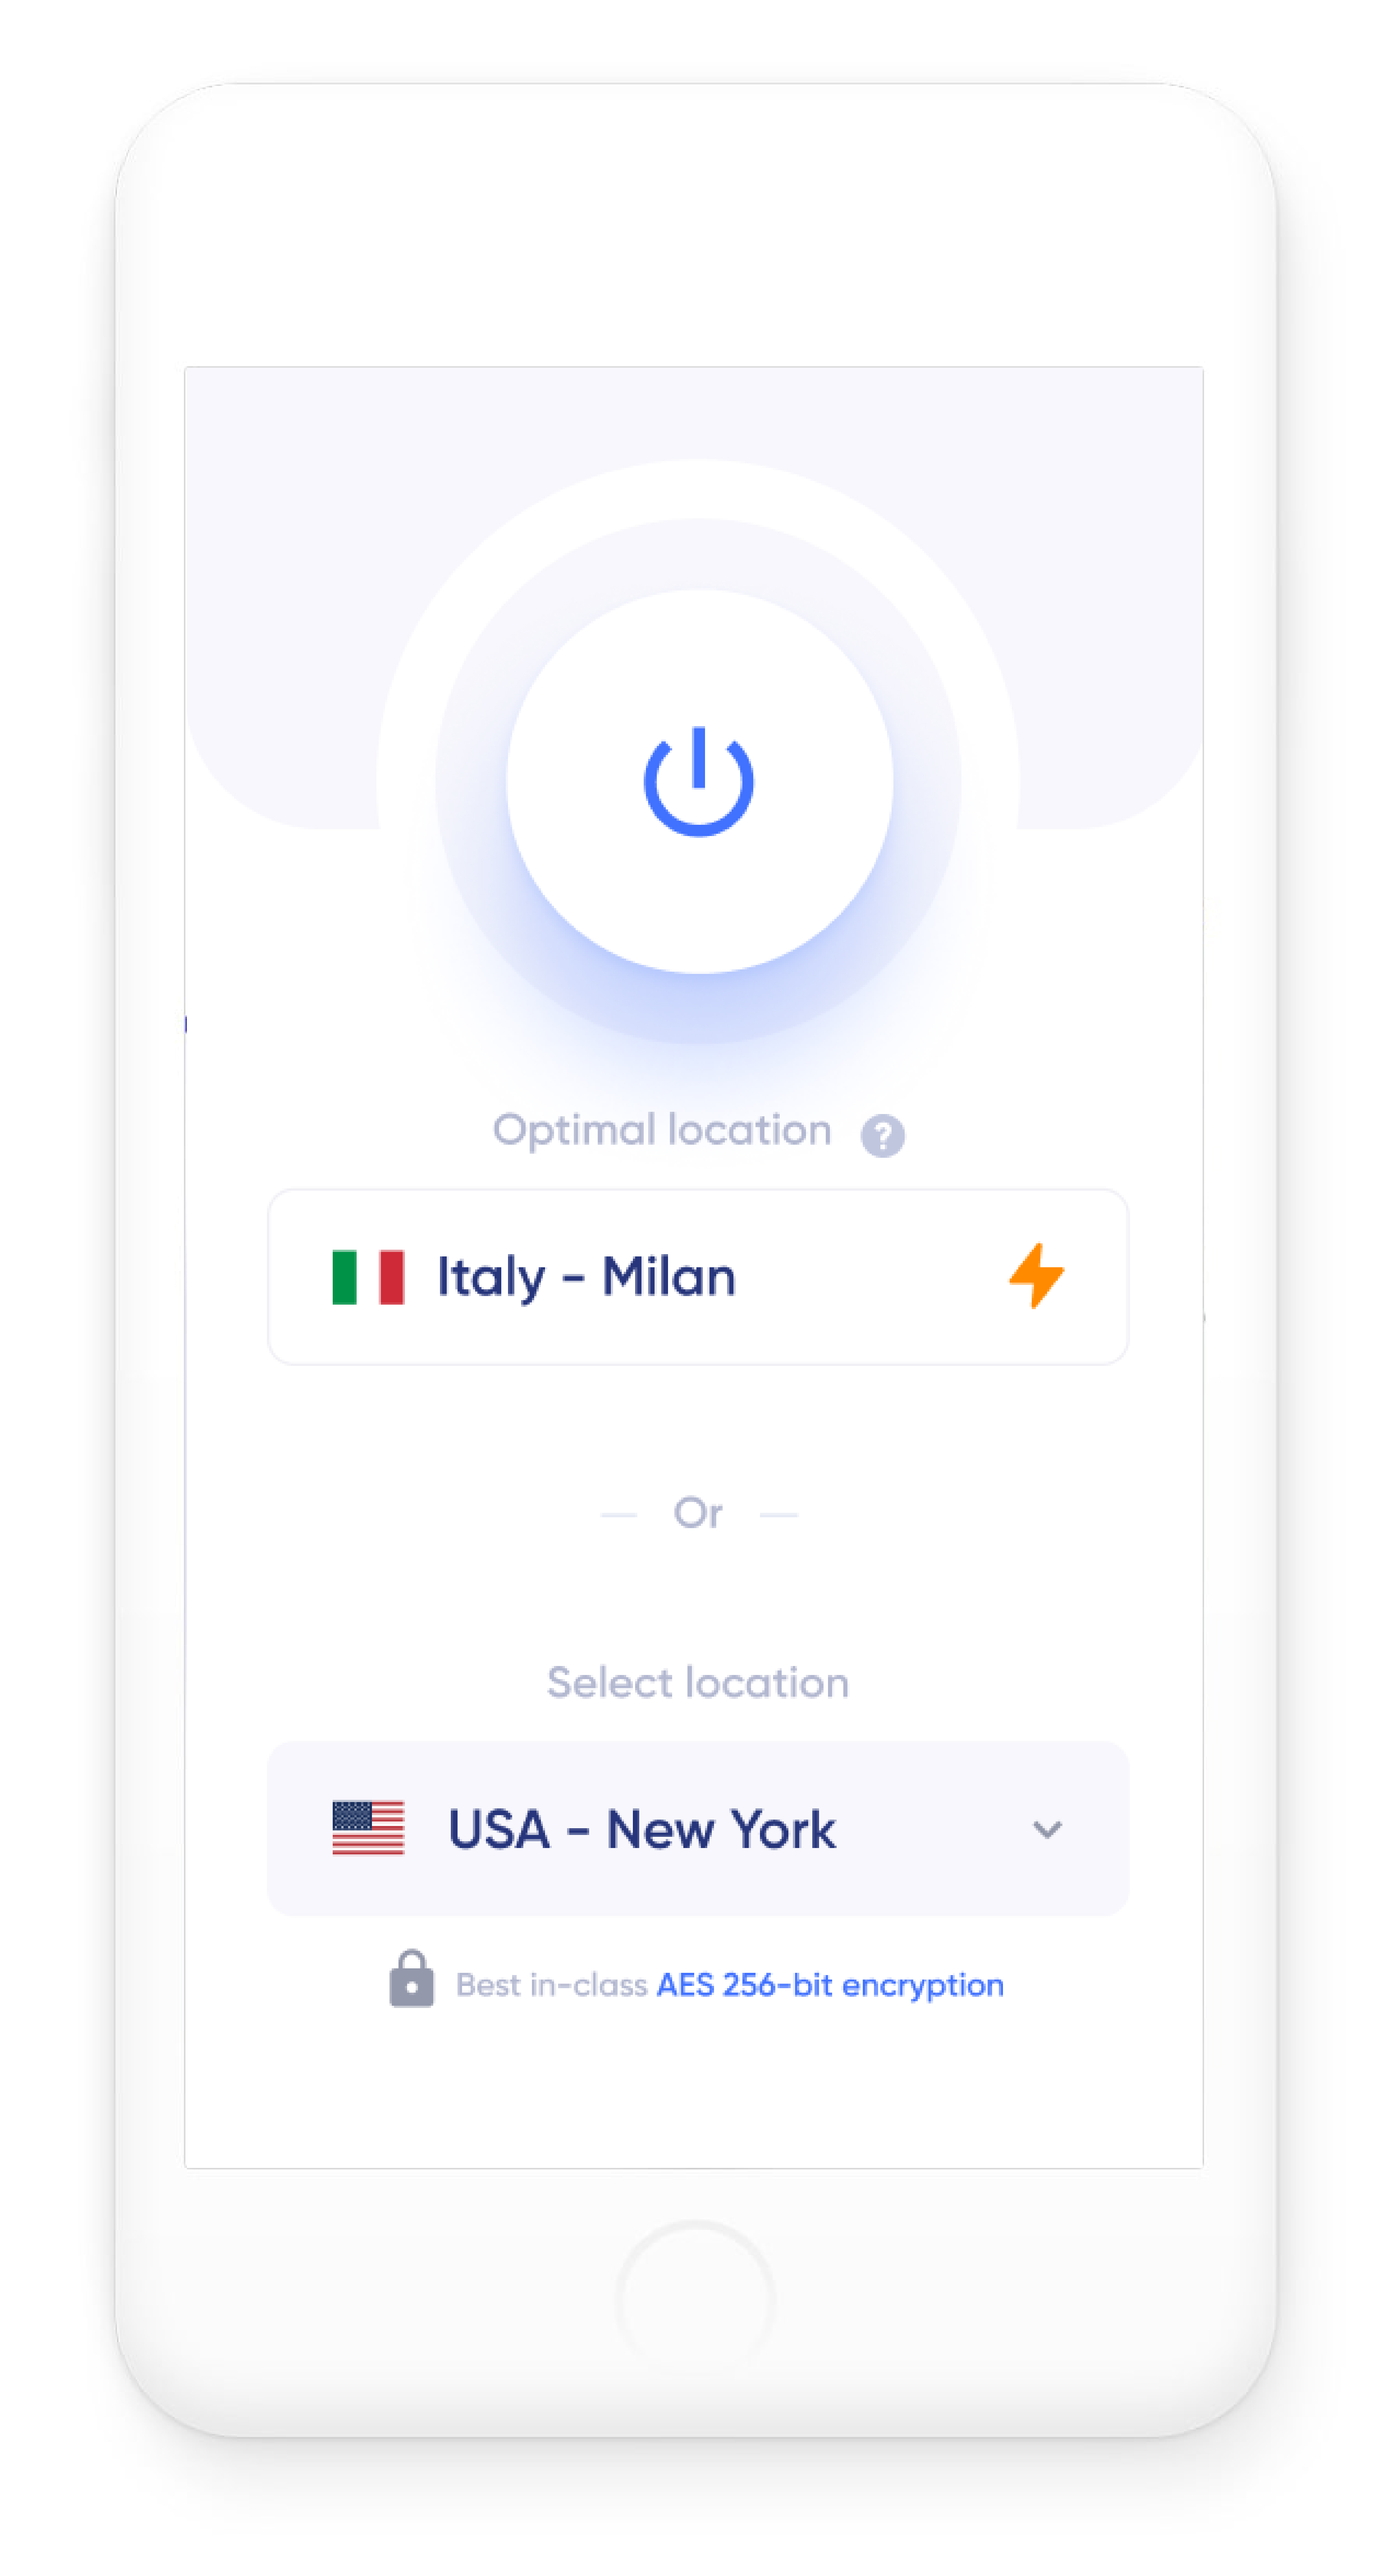 Optimal location ?
Italy - Milan
Or
Select location
USA - New York
Best in-class AES 256-bit encryption